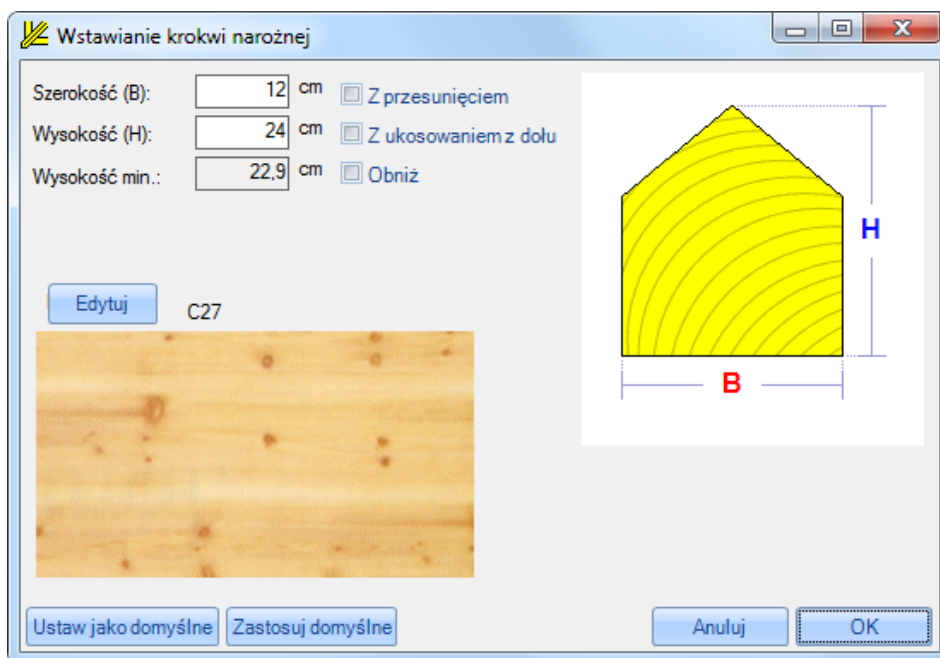 Wstawianie krokwi narożnej
Szerokość (B): 12 cm
Z przesunięciem
Wysokość (H): 24 cm
Z ukosowaniem z dołu
Wysokość min.: 22,9 cm
Obniż
H
Edytuj
C27
B
Ustaw jako domyślne
Zastosuj domyślne
Anuluj
OK